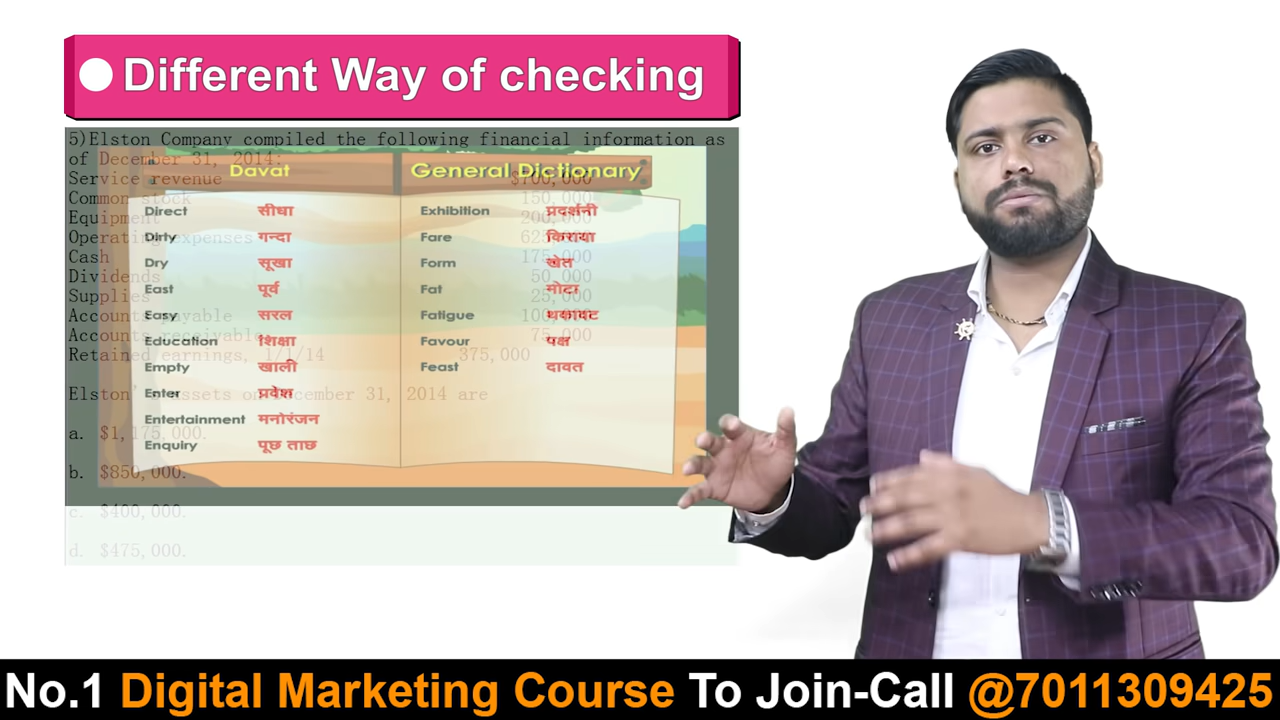 Different Way of checking
5)Elston Company compiled the following financial information as
of December 31, 2014:
Service revenue $700,000
Common stock 150,000
Equipment 200,000
Operating expenses 625,000
Cash 175,000
Dividends 50,000
Supplies 25,000
Accounts payable 100,000
Accounts receivable 75,000
Retained earnings, 1/1/14 375,000
Elston's assets on December 31, 2014 are
a. $1,175,000.
b. $850,000.
c. $400,000.
d. $475,000.
Davat
Direct सीधा
Dirty गन्दा
Dry सूखा
East पूर्व
Easy सरल
Education शिक्षा
Empty खाली
Enter प्रवेश
Entertainment मनोरंजन
Enquiry पूछ ताछ
General Dictionary
Exhibition प्रदर्शनी
Fare किराया
Form खेत
Fat मोटा
Fatigue थकावट
Favour पक्ष
Feast दावत
No.1 Digital Marketing Course To Join-Call @7011309425